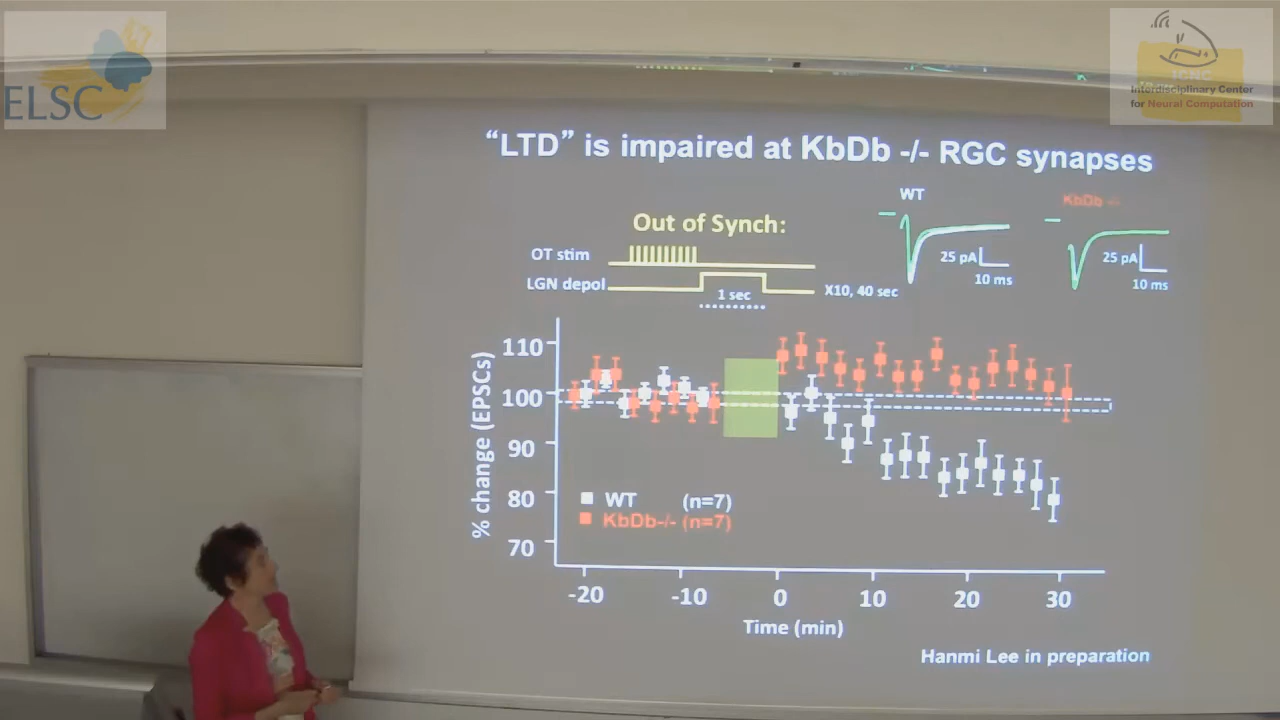 ELSC
ICNC
Interdisciplinary Center
for Neural Computation
“LTD” is impaired at KbDb -/- RGC synapses
Out of Synch:
OT stim
LGN depol
1 sec
X10, 40 sec
WT
25 pA
10 ms
KbDb -/-
25 pA
10 ms
% change (EPSCs)
110
100
90
80
70
WT (n=7)
KbDb-/- (n=7)
-20 -10 0 10 20 30
Time (min)
Hanmi Lee in preparation